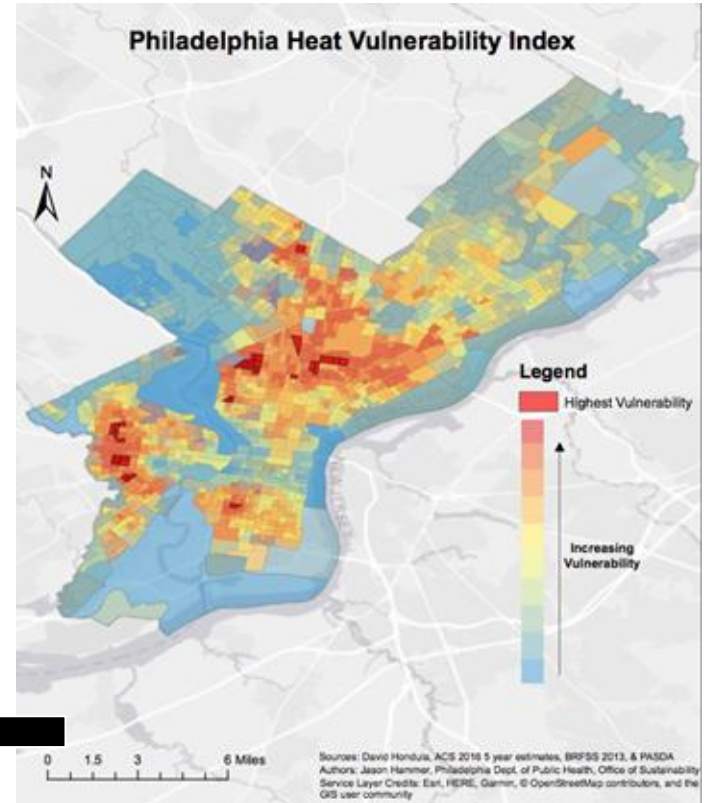 Philadelphia Heat Vulnerability Index
N
Legend
Highest Vulnerability
Increasing
Vulnerability
0 1.5 3 6 Miles
Sources: David Hondula, ACS 2016 5 year estimates, BRFSS 2013, & PASDA
Authors: Jason Hammer, Philadelphia Dept. of Public Health, Office of Sustainability
Service Layer Credits: Esri, HERE, Garmin, © OpenStreetMap contributors, and the
GIS user community